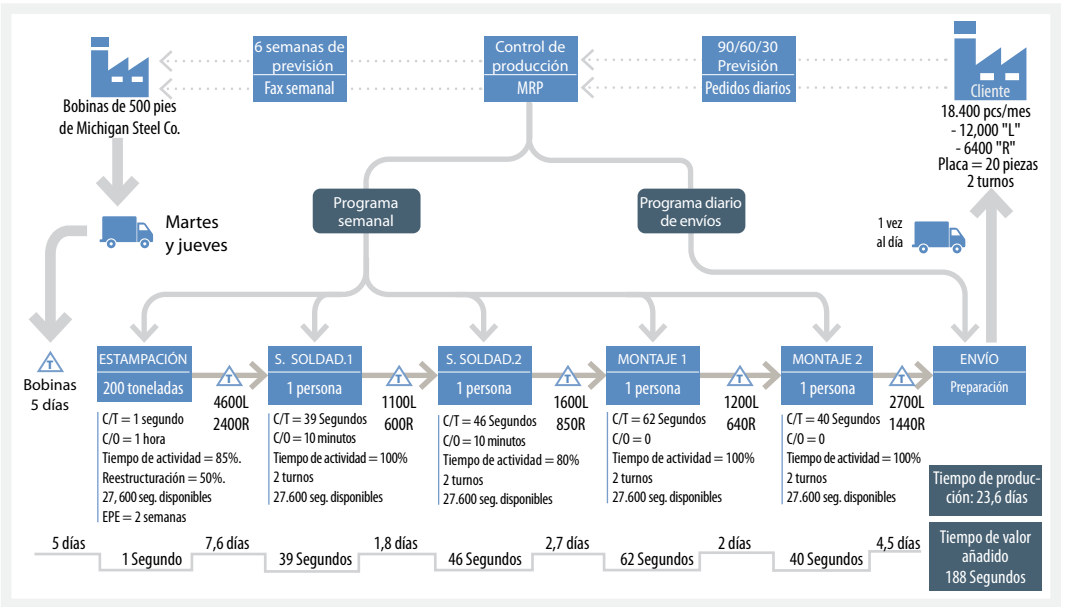 6 semanas de
previsión
Fax semanal
Control de
producción
MRP
90/60/30
Previsión
Pedidos diarios
Cliente
Bobinas de 500 pies
de Michigan Steel Co.
18.400 pcs/mes
- 12,000 "L"
- 6400 "R"
Placa = 20 piezas
2 turnos
Martes
y jueves
Programa
semanal
Programa diario
de envíos
1 vez
al día
T
Bobinas
5 días
ESTAMPACIÓN
200 toneladas
C/T = 1 segundo
C/O = 1 hora
Tiempo de actividad = 85%.
Reestructuración = 50%.
27, 600 seg. disponibles
EPE = 2 semanas
T
4600L
2400R
S. SOLDAD.1
1 persona
C/T = 39 Segundos
C/O = 10 minutos
Tiempo de actividad = 100%
2 turnos
27.600 seg. disponibles
T
1100L
600R
S. SOLDAD.2
1 persona
C/T = 46 Segundos
C/O = 10 minutos
Tiempo de actividad = 80%
2 turnos
27.600 seg. disponibles
T
1600L
850R
MONTAJE 1
1 persona
C/T = 62 Segundos
C/O = 0
Tiempo de actividad = 100%
2 turnos
27.600 seg. disponibles
T
1200L
640R
MONTAJE 2
1 persona
C/T = 40 Segundos
C/O = 0
Tiempo de actividad = 100%
2 turnos
27.600 seg. disponibles
T
2700L
1440R
ENVÍO
Preparación
Tiempo de produc-
ción: 23,6 días
5 días
1 Segundo
7,6 días
39 Segundos
1,8 días
46 Segundos
2,7 días
62 Segundos
2 días
40 Segundos
4,5 días
Tiempo de valor
añadido
188 Segundos